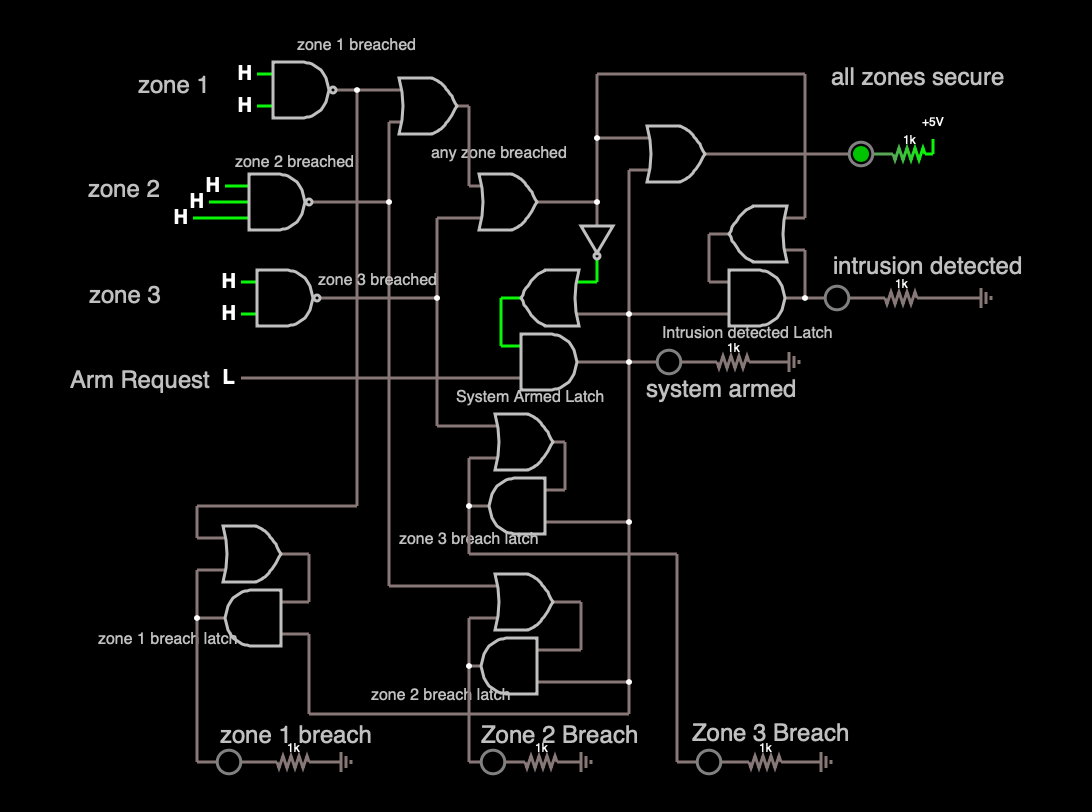 zone 1 breached
zone 1
H
H
all zones secure
+5V
1k
any zone breached
zone 2 breached
zone 2
H
H
H
zone 3 breached
zone 3
H
H
intrusion detected
1k
Intrusion detected Latch
1k
system armed
Arm Request L
System Armed Latch
zone 3 breach latch
zone 1 breach latch
zone 2 breach latch
zone 1 breach
1k
Zone 2 Breach
1k
Zone 3 Breach
1k